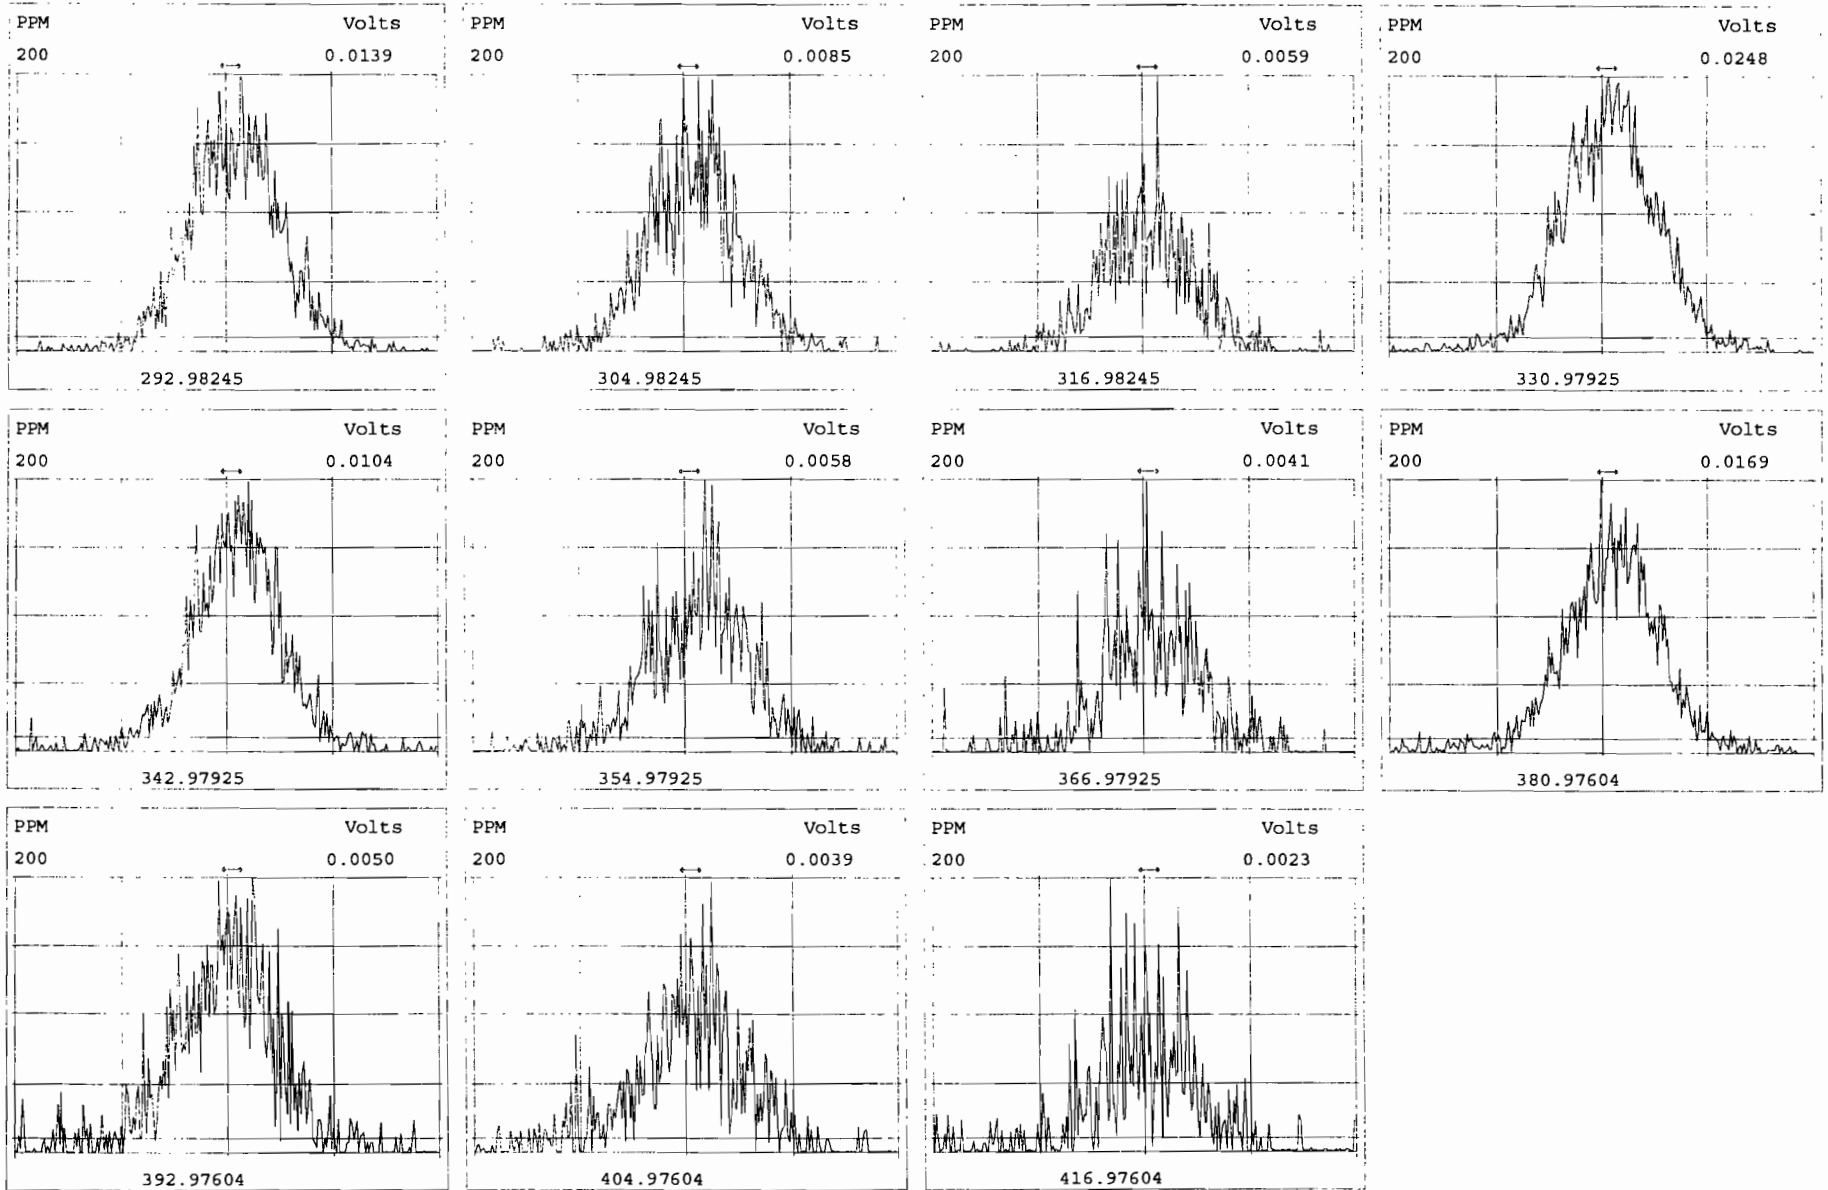 PPM Volts
200 0.0139
292.98245
PPM Volts
200 0.0085
304.98245
PPM Volts
200 0.0059
316.98245
PPM Volts
200 0.0248
330.97925
PPM Volts
200 0.0104
342.97925
PPM Volts
200 0.0058
354.97925
PPM Volts
200 0.0041
366.97925
PPM Volts
200 0.0169
380.97604
PPM Volts
200 0.0050
392.97604
PPM Volts
200 0.0039
404.97604
PPM Volts
200 0.0023
416.97604